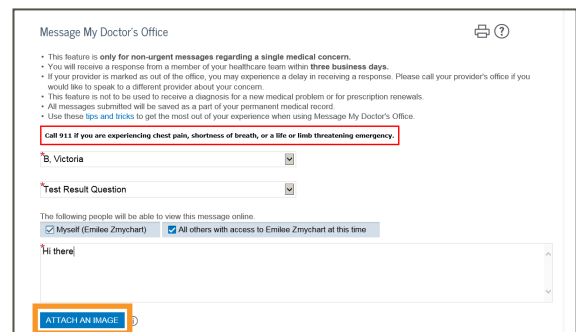 Message My Doctor's Office
• This feature is only for non-urgent messages regarding a single medical concern.
• You will receive a response from a member of your healthcare team within three business days.
• If your provider is marked as out of the office, you may experience a delay in receiving a response. Please call your provider's office if you
would like to speak to a different provider about your concern.
• This feature is not to be used to receive a diagnosis for a new medical problem or for prescription renewals.
• All messages submitted will be saved as a part of your permanent medical record.
• Use these tips and tricks to get the most out of your experience when using Message My Doctor's Office.
Call 911 if you are experiencing chest pain, shortness of breath, or a life or limb threatening emergency.
*B, Victoria
*Test Result Question
The following people will be able to view this message online.
Myself (Emilee Zmychart) All others with access to Emilee Zmychart at this time
*Hi there
ATTACH AN IMAGE